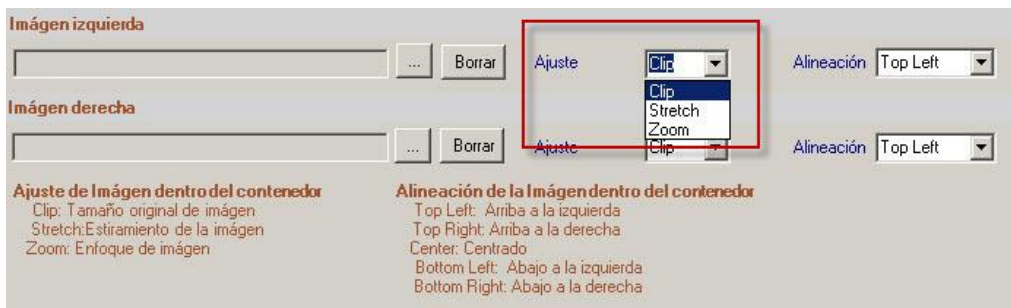 Imágen izquierda
... Borrar Ajuste Clip Alineación Top Left
Clip
Stretch
Zoom
Imágen derecha
... Borrar Ajuste Clip Alineación Top Left
Ajuste de Imágen dentro del contenedor
Clip: Tamaño original de imágen
Stretch:Estiramiento de la imágen
Zoom: Enfoque de imágen
Alineación de la Imágen dentro del contenedor
Top Left: Arriba a la izquierda
Top Right: Arriba a la derecha
Center: Centrado
Bottom Left: Abajo a la izquierda
Bottom Right: Abajo a la derecha